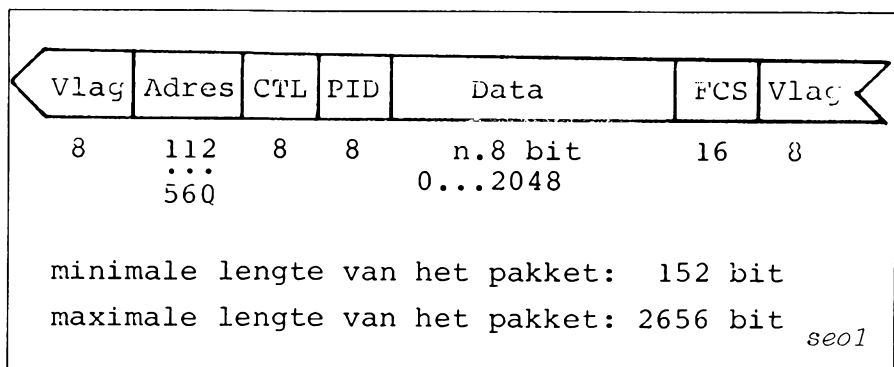 Vlag Adres CTL PID Data FCS Vlag
8 112 8 8 n.8 bit 16 8
... 0...2048
56Q
minimale lengte van het pakket: 152 bit
maximale lengte van het pakket: 2656 bit
seo1